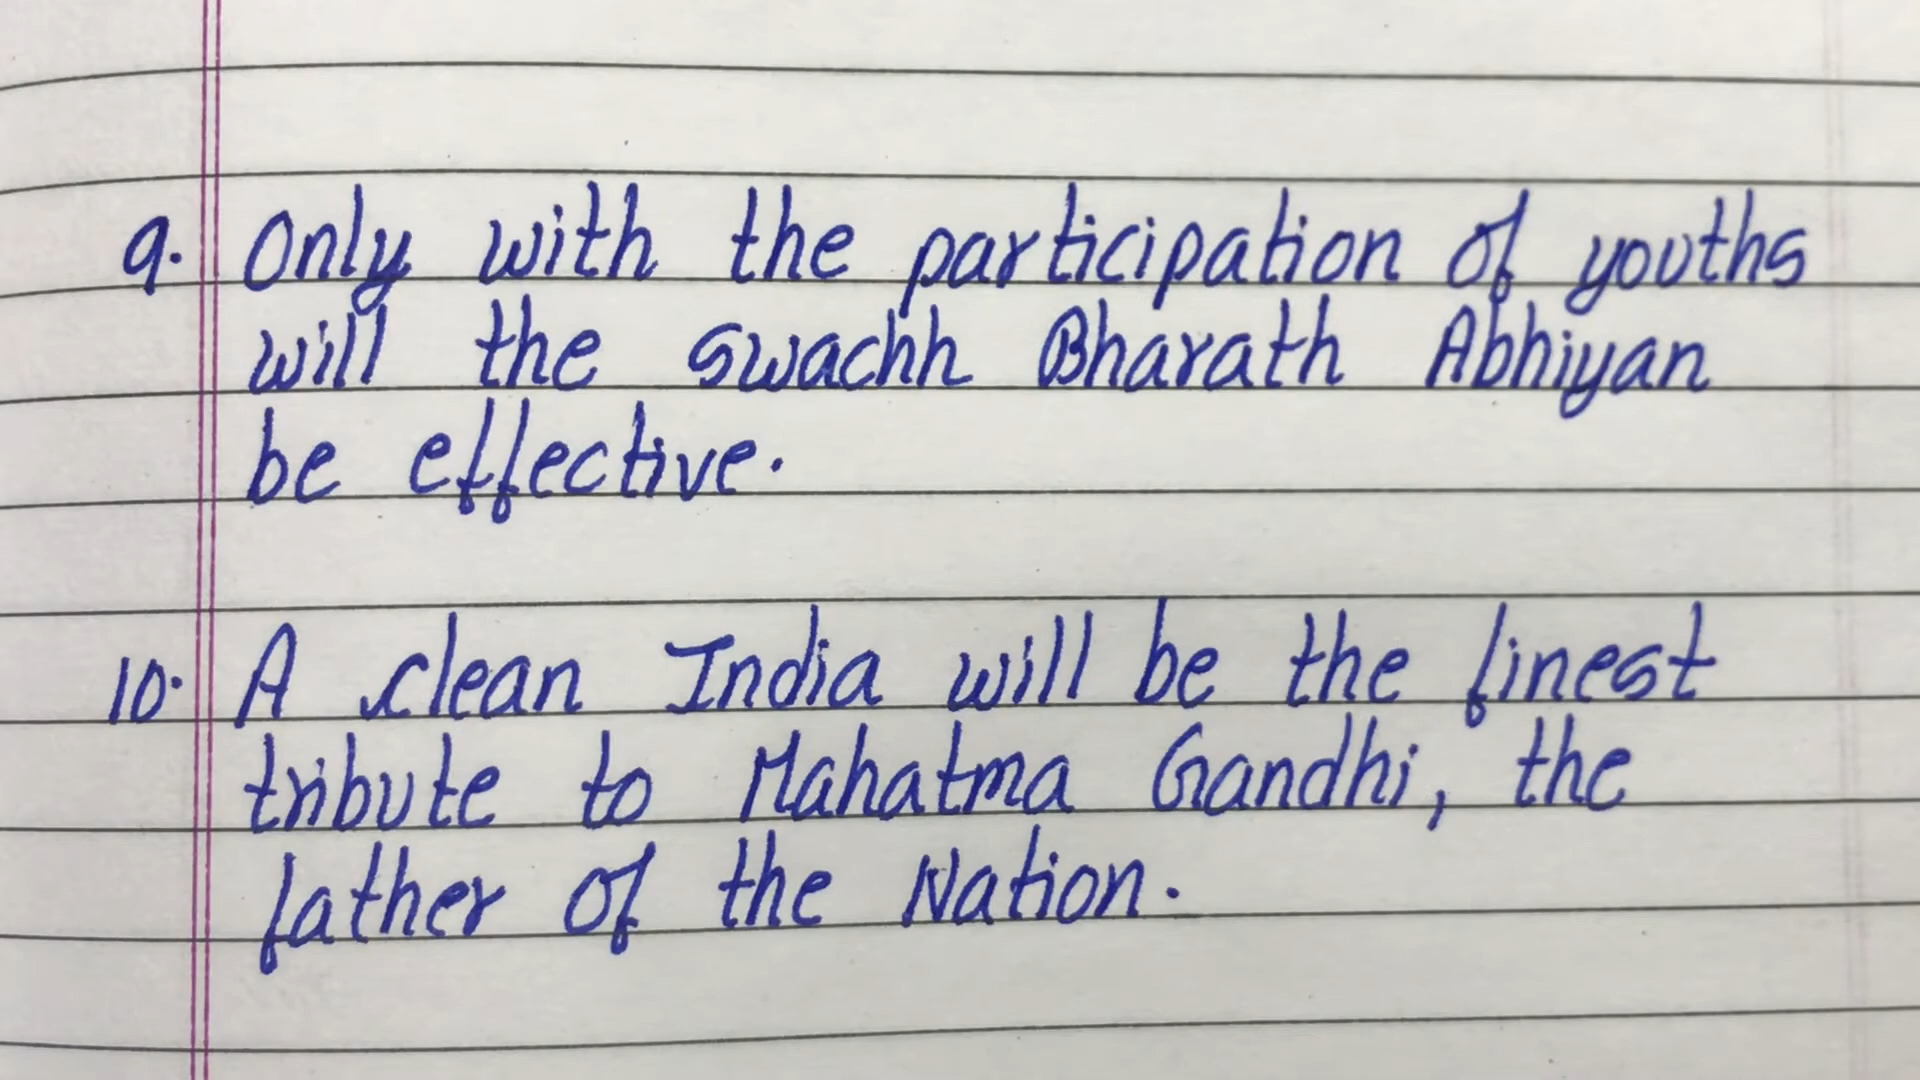 9. Only with the participation of youths
will the swachh Bharath Abhiyan
be effective.
10. A clean India will be the finest
tribute to Mahatma Gandhi, the
father of the Nation.